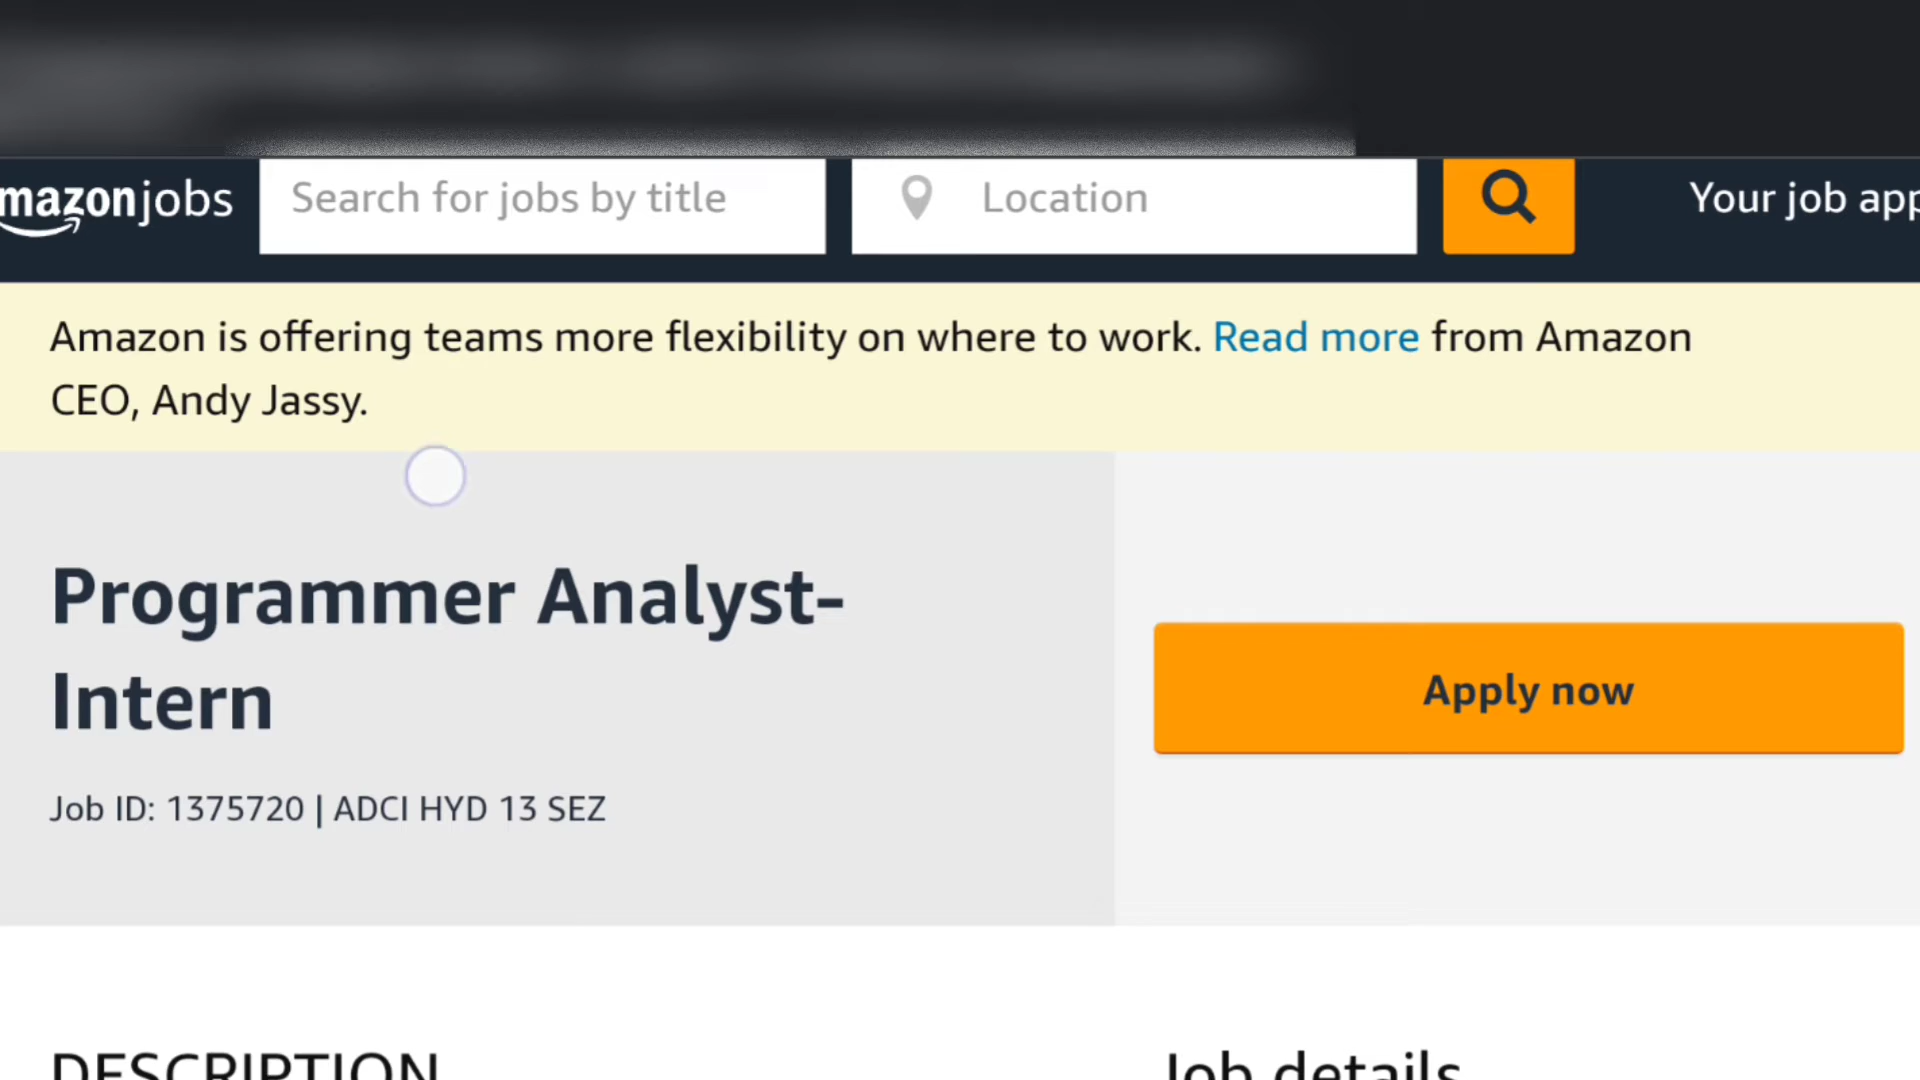 mazonjobs
Search for jobs by title
Location
Your job app
Amazon is offering teams more flexibility on where to work. Read more from Amazon
CEO, Andy Jassy.
Programmer Analyst-
Intern
Apply now
Job ID: 1375720 | ADCI HYD 13 SEZ
DESCRIPTION
Job details